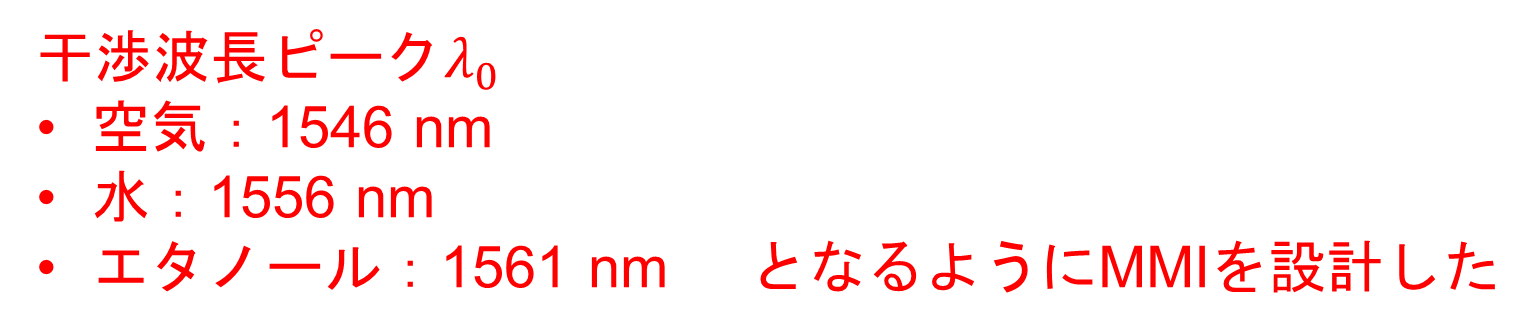 干渉波長ピークλ₀
• 空気：1546 nm
• 水：1556 nm
• エタノール：1561 nm　となるようにMMIを設計した